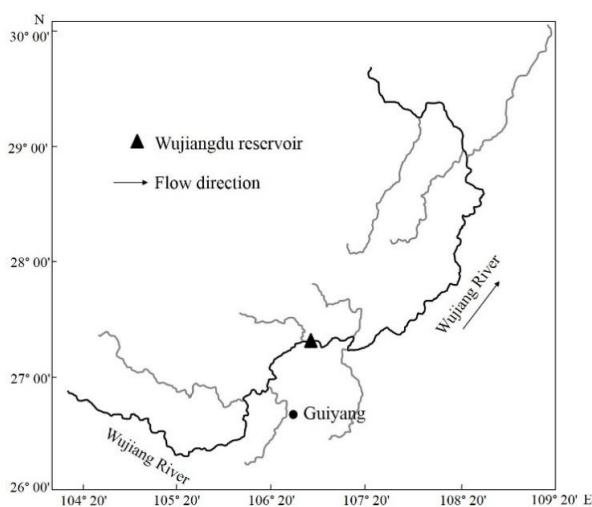 N
30° 00'
29° 00'
28° 00'
27° 00'
26° 00'
Wujiangdu reservoir
Flow direction
Wujiang River
Guiyang
Wujiang River
104° 20' 105° 20' 106° 20' 107° 20' 108° 20' 109° 20' E